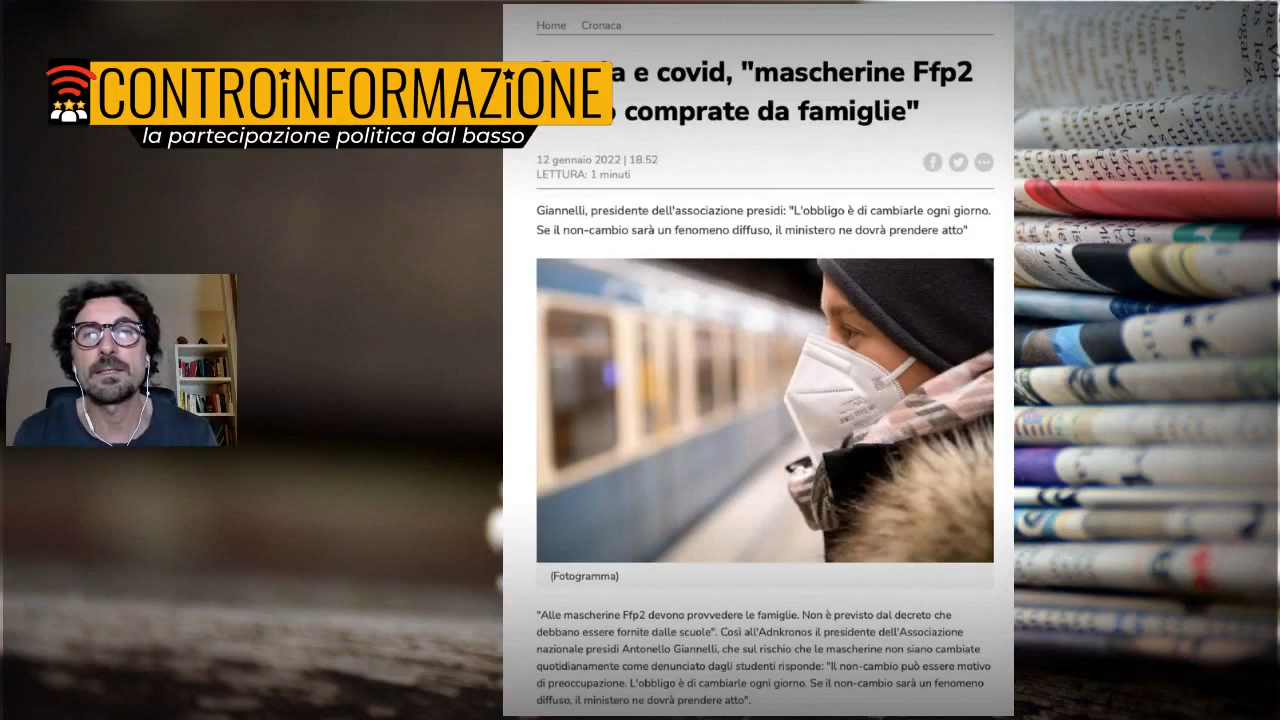 CONTROiNFORMAZiONE
la partecipazione politica dal basso
Home Cronaca
e covid, "mascherine Ffp2
comprate da famiglie"
12 gennaio 2022 | 18.52
LETTURA: 1 minuti
Giannelli, presidente dell'associazione presidi: "L'obbligo è di cambiarle ogni giorno.
Se il non-cambio sarà un fenomeno diffuso, il ministero ne dovrà prendere atto"
(Fotogramma)
"Alle mascherine Ffp2 devono provvedere le famiglie. Non è previsto dal decreto che
debbano essere fornite dalle scuole". Così all'Adnkronos il presidente dell'Associazione
nazionale presidi Antonello Giannelli, che sul rischio che le mascherine non siano cambiate
quotidianamente come denunciato dagli studenti risponde: "Il non-cambio può essere motivo
di preoccupazione. L'obbligo è di cambiarle ogni giorno. Se il non-cambio sarà un fenomeno
diffuso, il ministero ne dovrà prendere atto".